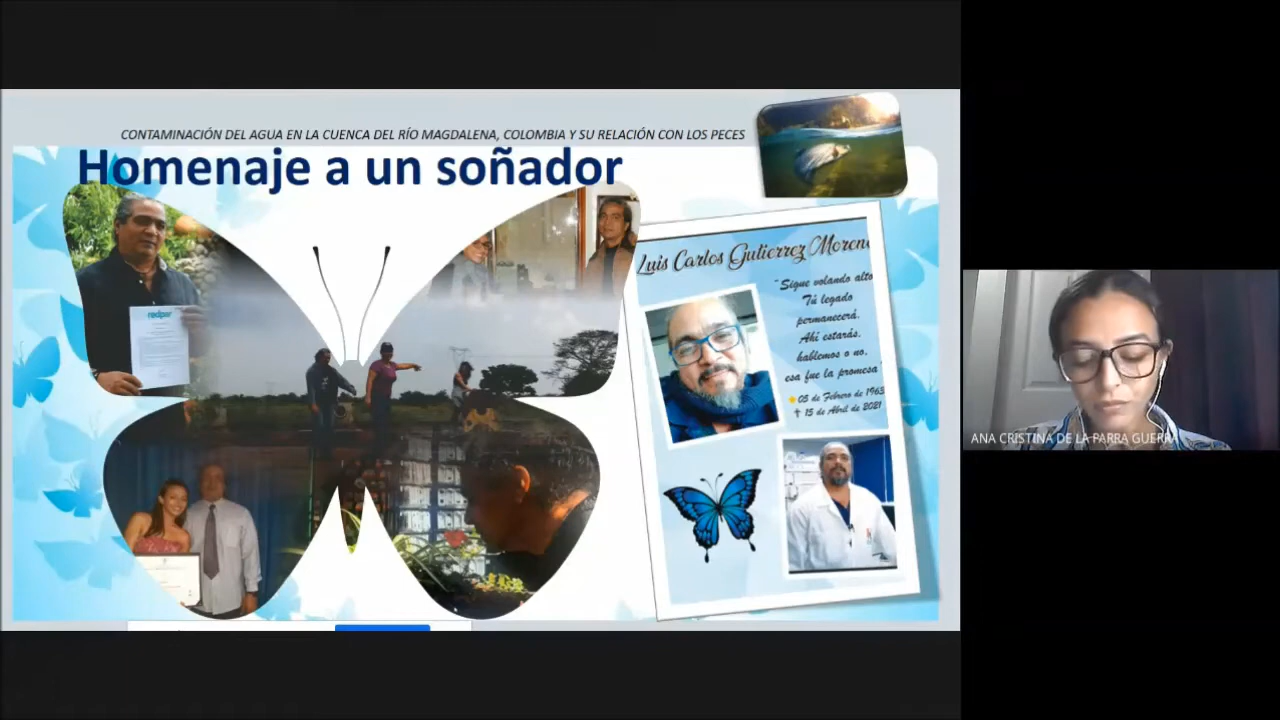 CONTAMINACIÓN DEL AGUA EN LA CUENCA DEL RÍO MAGDALENA, COLOMBIA Y SU RELACIÓN CON LOS PECES
Homenaje a un soñador
redpar
Luis Carlos Gutierrez Moreno
"Sigue volando alto
Tú legado
permanecerá.
Ahí estarás,
hablemos o no,
esa fue la promesa
05 de Febrero de 1963
15 de Abril de 2021
ANA CRISTINA DE LA PARRA GUERRA